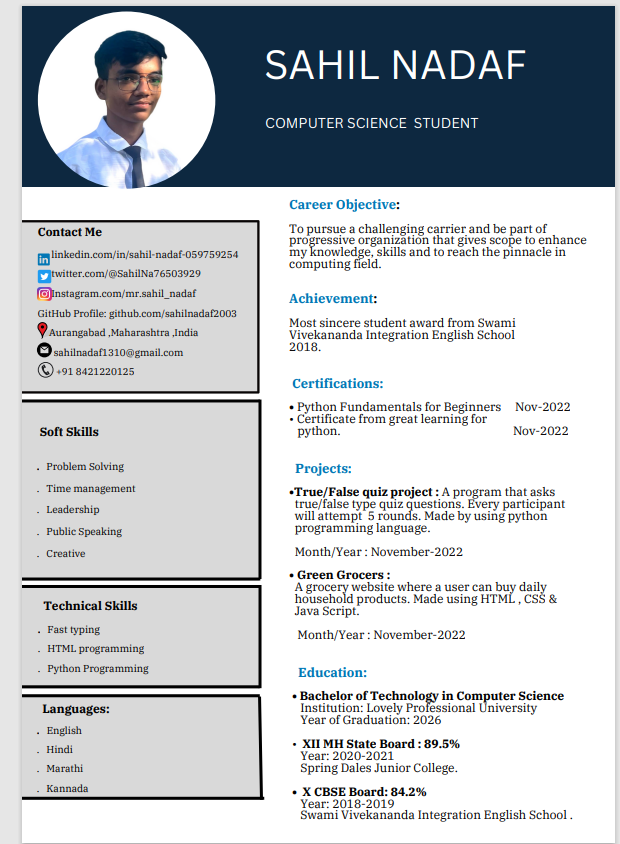 SAHIL NADAF
COMPUTER SCIENCE STUDENT
Contact Me
linkedin.com/in/sahil-nadaf-059759254
twitter.com/@SahilNa76503929
Instagram.com/mr.sahil_nadaf
GitHub Profile: github.com/sahilnadaf2003
Aurangabad ,Maharashtra ,India
sahilnadaf1310@gmail.com
+91 8421220125
Soft Skills
. Problem Solving
. Time management
. Leadership
. Public Speaking
. Creative
Technical Skills
. Fast typing
. HTML programming
. Python Programming
Languages:
. English
. Hindi
. Marathi
. Kannada
Career Objective:
To pursue a challenging carrier and be part of
progressive organization that gives scope to enhance
my knowledge, skills and to reach the pinnacle in
computing field.
Achievement:
Most sincere student award from Swami
Vivekananda Integration English School
2018.
Certifications:
• Python Fundamentals for Beginners Nov-2022
• Certificate from great learning for
python. Nov-2022
Projects:
•True/False quiz project : A program that asks
true/false type quiz questions. Every participant
will attempt 5 rounds. Made by using python
programming language.
Month/Year : November-2022
• Green Grocers :
A grocery website where a user can buy daily
household products. Made using HTML , CSS &
Java Script.
Month/Year : November-2022
Education:
• Bachelor of Technology in Computer Science
Institution: Lovely Professional University
Year of Graduation: 2026
• XII MH State Board : 89.5%
Year: 2020-2021
Spring Dales Junior College.
• X CBSE Board: 84.2%
Year: 2018-2019
Swami Vivekananda Integration English School .